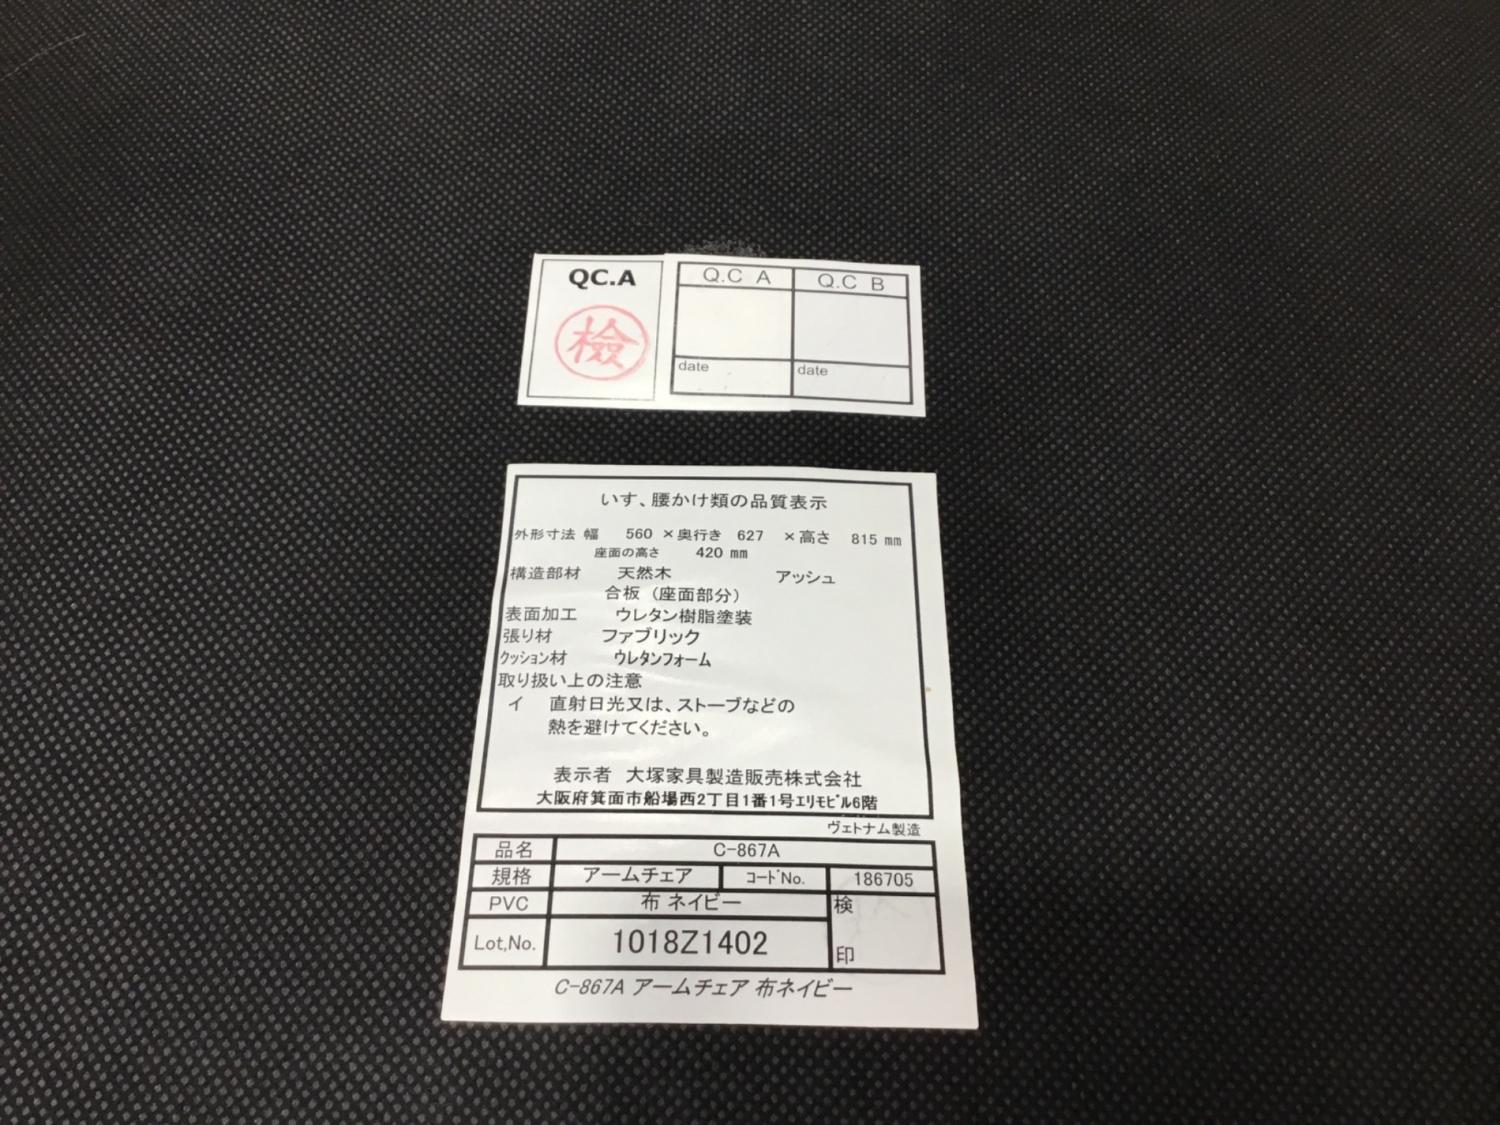 QC.A
検
Q.C A Q.C B
date date
いす、腰かけ類の品質表示
外形寸法 幅 560 ×奥行き 627 ×高さ 815 mm
座面の高さ 420 mm
構造部材 天然木 アッシュ
合板（座面部分）
表面加工 ウレタン樹脂塗装
張り材 ファブリック
クッション材 ウレタンフォーム
取り扱い上の注意
イ 直射日光又は、ストーブなどの
熱を避けてください。
表示者 大塚家具製造販売株式会社
大阪府箕面市船場西2丁目1番1号エリモビル6階
ヴェトナム製造
品名 C-867A
規格 アームチェア コードNo. 186705
PVC 布 ネイビー 検
Lot,No. 1018Z1402 印
C-867A アームチェア 布ネイビー